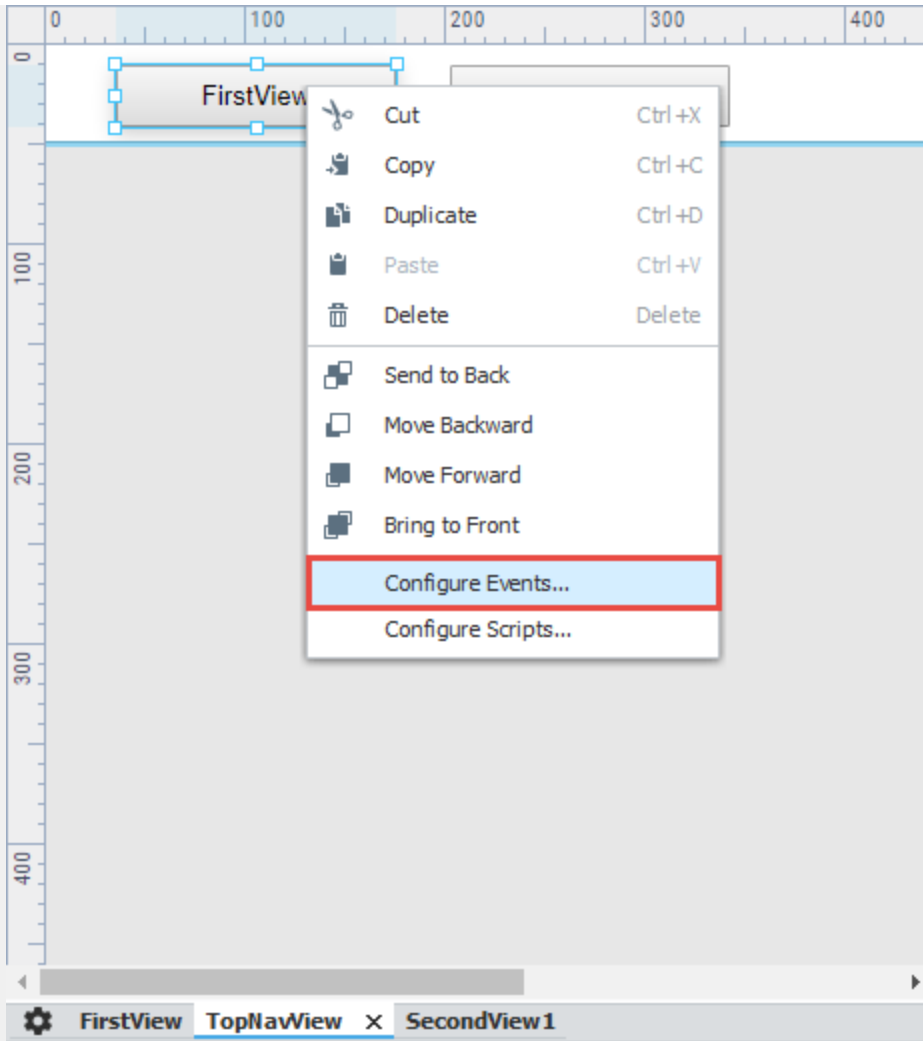 0 100 200 300 400
0
FirstView
Cut Ctrl+X
Copy Ctrl+C
Duplicate Ctrl+D
Paste Ctrl+V
100
Delete Delete
Send to Back
Move Backward
200
Move Forward
Bring to Front
Configure Events...
Configure Scripts...
300
400
FirstView TopNavView × SecondView1